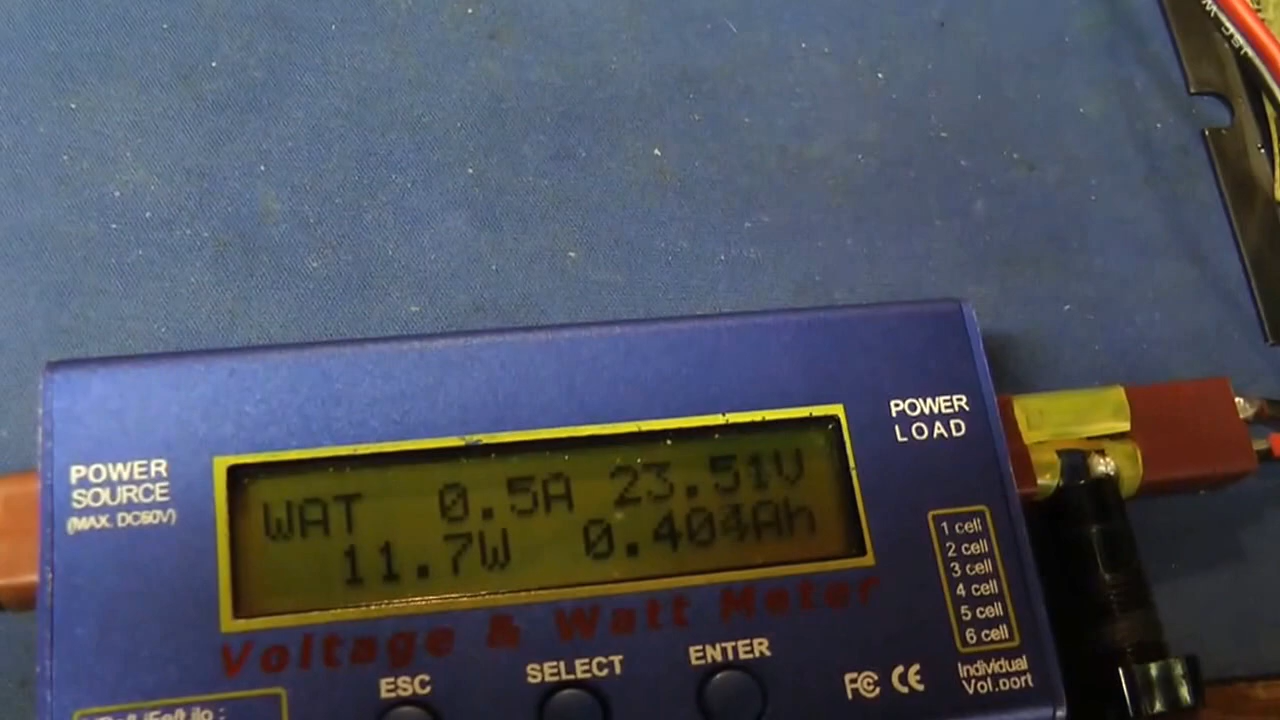 POWER
SOURCE
(MAX. DC60V)
WAT 0.5A 23.51V
11.7W 0.404Ah
POWER
LOAD
1 cell
2 cell
3 cell
4 cell
5 cell
6 cell
Voltage & Watt Meter
ESC
SELECT
ENTER
FC CE
Individual
Vol.port